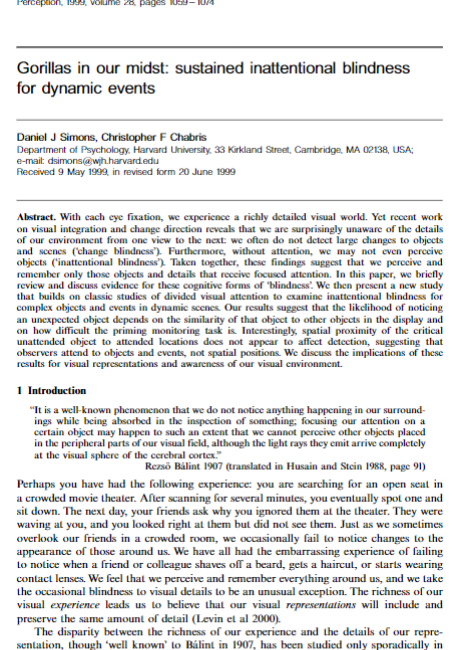 Perception, 1999, volume 28, pages 1059–1074
Gorillas in our midst: sustained inattentional blindness
for dynamic events
Daniel J Simons, Christopher F Chabris
Department of Psychology, Harvard University, 33 Kirkland Street, Cambridge, MA 02138, USA;
e-mail: dsimons@wjh.harvard.edu
Received 9 May 1999, in revised form 20 June 1999
Abstract. With each eye fixation, we experience a richly detailed visual world. Yet recent work
on visual integration and change direction reveals that we are surprisingly unaware of the details
of our environment from one view to the next: we often do not detect large changes to objects
and scenes ('change blindness'). Furthermore, without attention, we may not even perceive
objects ('inattentional blindness'). Taken together, these findings suggest that we perceive and
remember only those objects and details that receive focused attention. In this paper, we briefly
review and discuss evidence for these cognitive forms of 'blindness'. We then present a new study
that builds on classic studies of divided visual attention to examine inattentional blindness for
complex objects and events in dynamic scenes. Our results suggest that the likelihood of noticing
an unexpected object depends on the similarity of that object to other objects in the display and
on how difficult the priming monitoring task is. Interestingly, spatial proximity of the critical
unattended object to attended locations does not appear to affect detection, suggesting that
observers attend to objects and events, not spatial positions. We discuss the implications of these
results for visual representations and awareness of our visual environment.
1 Introduction
"It is a well-known phenomenon that we do not notice anything happening in our surround-
ings while being absorbed in the inspection of something; focusing our attention on a
certain object may happen to such an extent that we cannot perceive other objects placed
in the peripheral parts of our visual field, although the light rays they emit arrive completely
at the visual sphere of the cerebral cortex."
Rezsö Bálint 1907 (translated in Husain and Stein 1988, page 91)
Perhaps you have had the following experience: you are searching for an open seat in
a crowded movie theater. After scanning for several minutes, you eventually spot one and
sit down. The next day, your friends ask why you ignored them at the theater. They were
waving at you, and you looked right at them but did not see them. Just as we sometimes
overlook our friends in a crowded room, we occasionally fail to notice changes to the
appearance of those around us. We have all had the embarrassing experience of failing
to notice when a friend or colleague shaves off a beard, gets a haircut, or starts wearing
contact lenses. We feel that we perceive and remember everything around us, and we take
the occasional blindness to visual details to be an unusual exception. The richness of our
visual experience leads us to believe that our visual representations will include and
preserve the same amount of detail (Levin et al 2000).
The disparity between the richness of our experience and the details of our repre-
sentation, though 'well known' to Bálint in 1907, has been studied only sporadically in